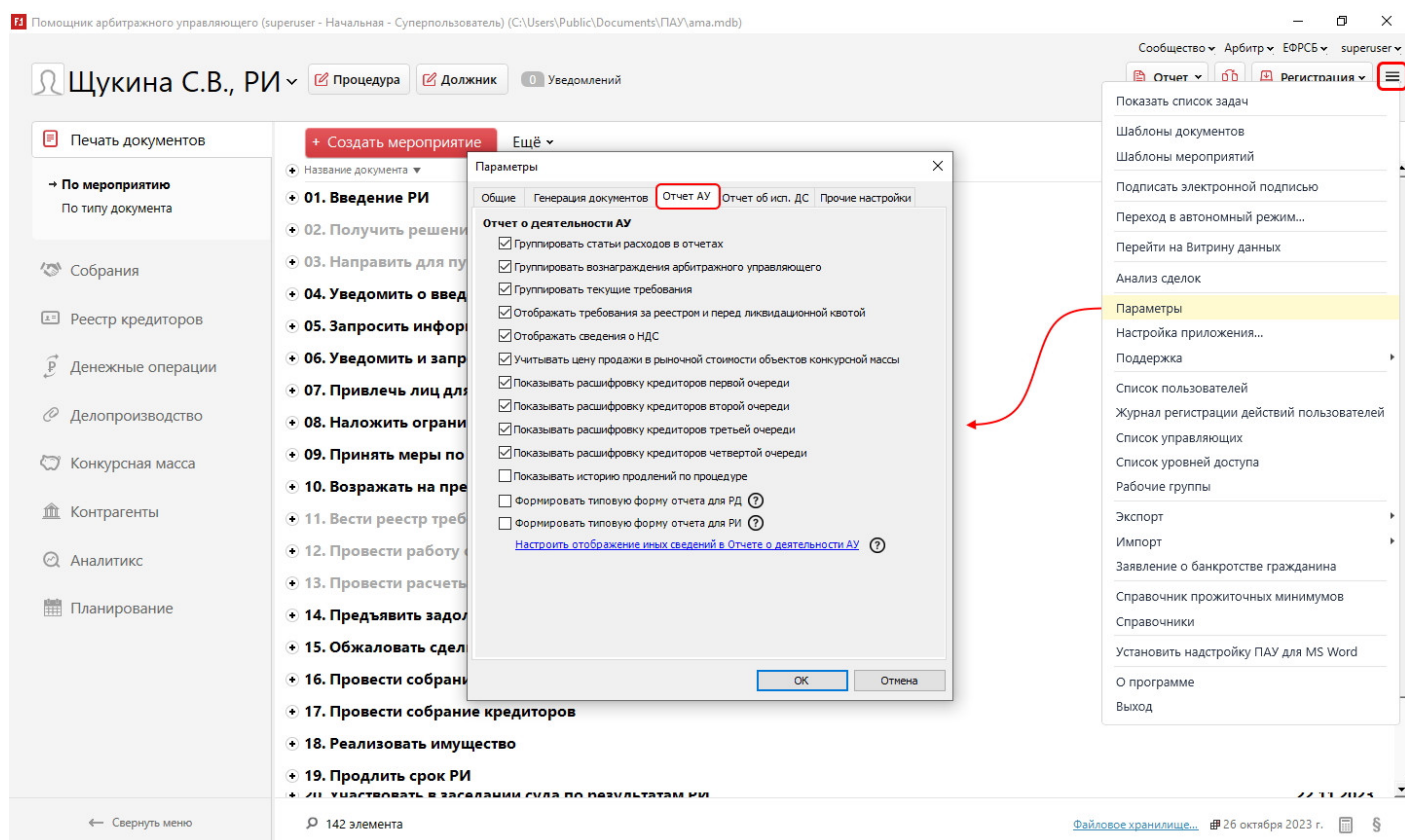 Помощник арбитражного управляющего (superuser - Начальная - Суперпользователь) (C:\Users\Public\Documents\ПАУ\ama.mdb)
Сообщество Арбитр ЕФРСБ superuser
Щукина С.В., РИ Процедура Должник 0 Уведомлений Отчет Регистрация
Печать документов
По мероприятию
По типу документа
Собрания
Реестр кредиторов
Денежные операции
Делопроизводство
Конкурсная масса
Контрагенты
Аналитикс
Планирование
Свернуть меню
+ Создать мероприятие Ещё
Название документа
01. Введение РИ
02. Получить решени
03. Направить для пу
04. Уведомить о введ
05. Запросить инфор
06. Уведомить и запр
07. Привлечь лиц для
08. Наложить ограни
09. Принять меры по
10. Возражать на пре
11. Вести реестр треб
12. Провести работу
13. Провести расчеты
14. Предъявить задол
15. Обжаловать сдел
16. Провести собрани
17. Провести собрание кредиторов
18. Реализовать имущество
19. Продлить срок РИ
20. Участвовать в заседании суда по результатам РИ 22.11.2023
142 элемента
Файловое хранилище... 26 октября 2023 г. §
Параметры
Общие Генерация документов Отчет АУ Отчет об исп. ДС Прочие настройки
Отчет о деятельности АУ
Группировать статьи расходов в отчетах
Группировать вознаграждения арбитражного управляющего
Группировать текущие требования
Отображать требования за реестром и перед ликвидационной квотой
Отображать сведения о НДС
Учитывать цену продажи в рыночной стоимости объектов конкурсной массы
Показывать расшифровку кредиторов первой очереди
Показывать расшифровку кредиторов второй очереди
Показывать расшифровку кредиторов третьей очереди
Показывать расшифровку кредиторов четвертой очереди
Показывать историю продлений по процедуре
Формировать типовую форму отчета для РД ?
Формировать типовую форму отчета для РИ ?
Настроить отображение иных сведений в Отчете о деятельности АУ ?
ОК Отмена
Показать список задач
Шаблоны документов
Шаблоны мероприятий
Подписать электронной подписью
Переход в автономный режим...
Перейти на Витрину данных
Анализ сделок
Параметры
Настройка приложения...
Поддержка
Список пользователей
Журнал регистрации действий пользователей
Список управляющих
Список уровней доступа
Рабочие группы
Экспорт
Импорт
Заявление о банкротстве гражданина
Справочник прожиточных минимумов
Справочники
Установить надстройку ПАУ для MS Word
О программе
Выход